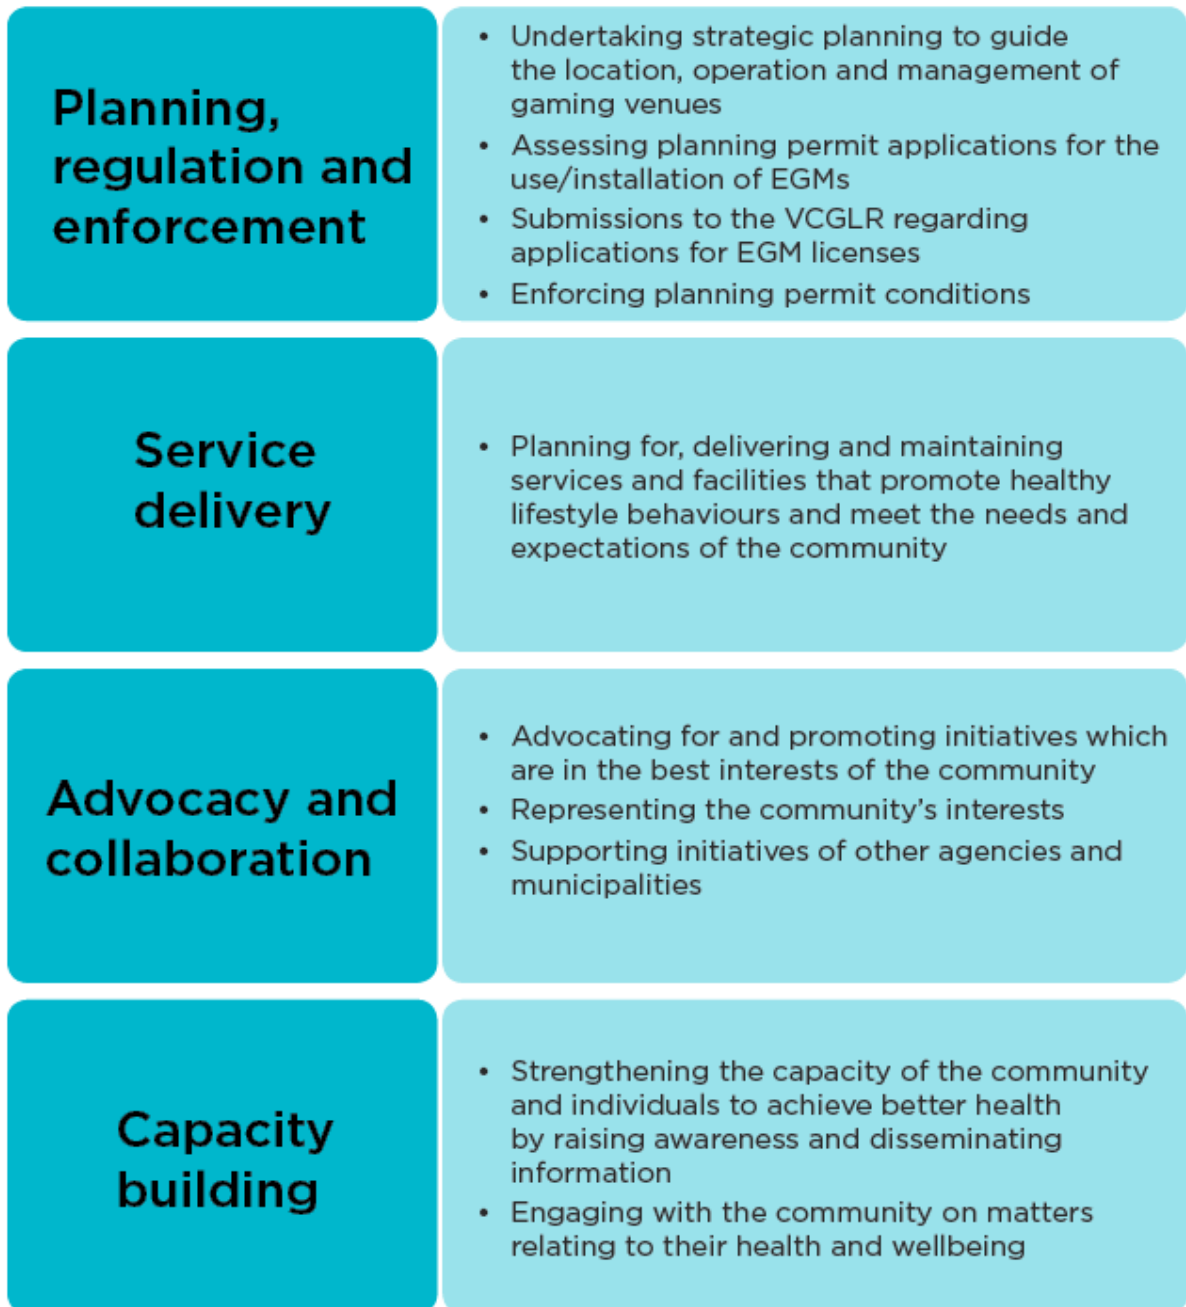 Planning,
regulation and
enforcement
• Undertaking strategic planning to guide
the location, operation and management of
gaming venues
• Assessing planning permit applications for the
use/installation of EGMs
• Submissions to the VCGLR regarding
applications for EGM licenses
• Enforcing planning permit conditions
Service
delivery
• Planning for, delivering and maintaining
services and facilities that promote healthy
lifestyle behaviours and meet the needs and
expectations of the community
Advocacy and
collaboration
• Advocating for and promoting initiatives which
are in the best interests of the community
• Representing the community’s interests
• Supporting initiatives of other agencies and
municipalities
Capacity
building
• Strengthening the capacity of the community
and individuals to achieve better health
by raising awareness and disseminating
information
• Engaging with the community on matters
relating to their health and wellbeing